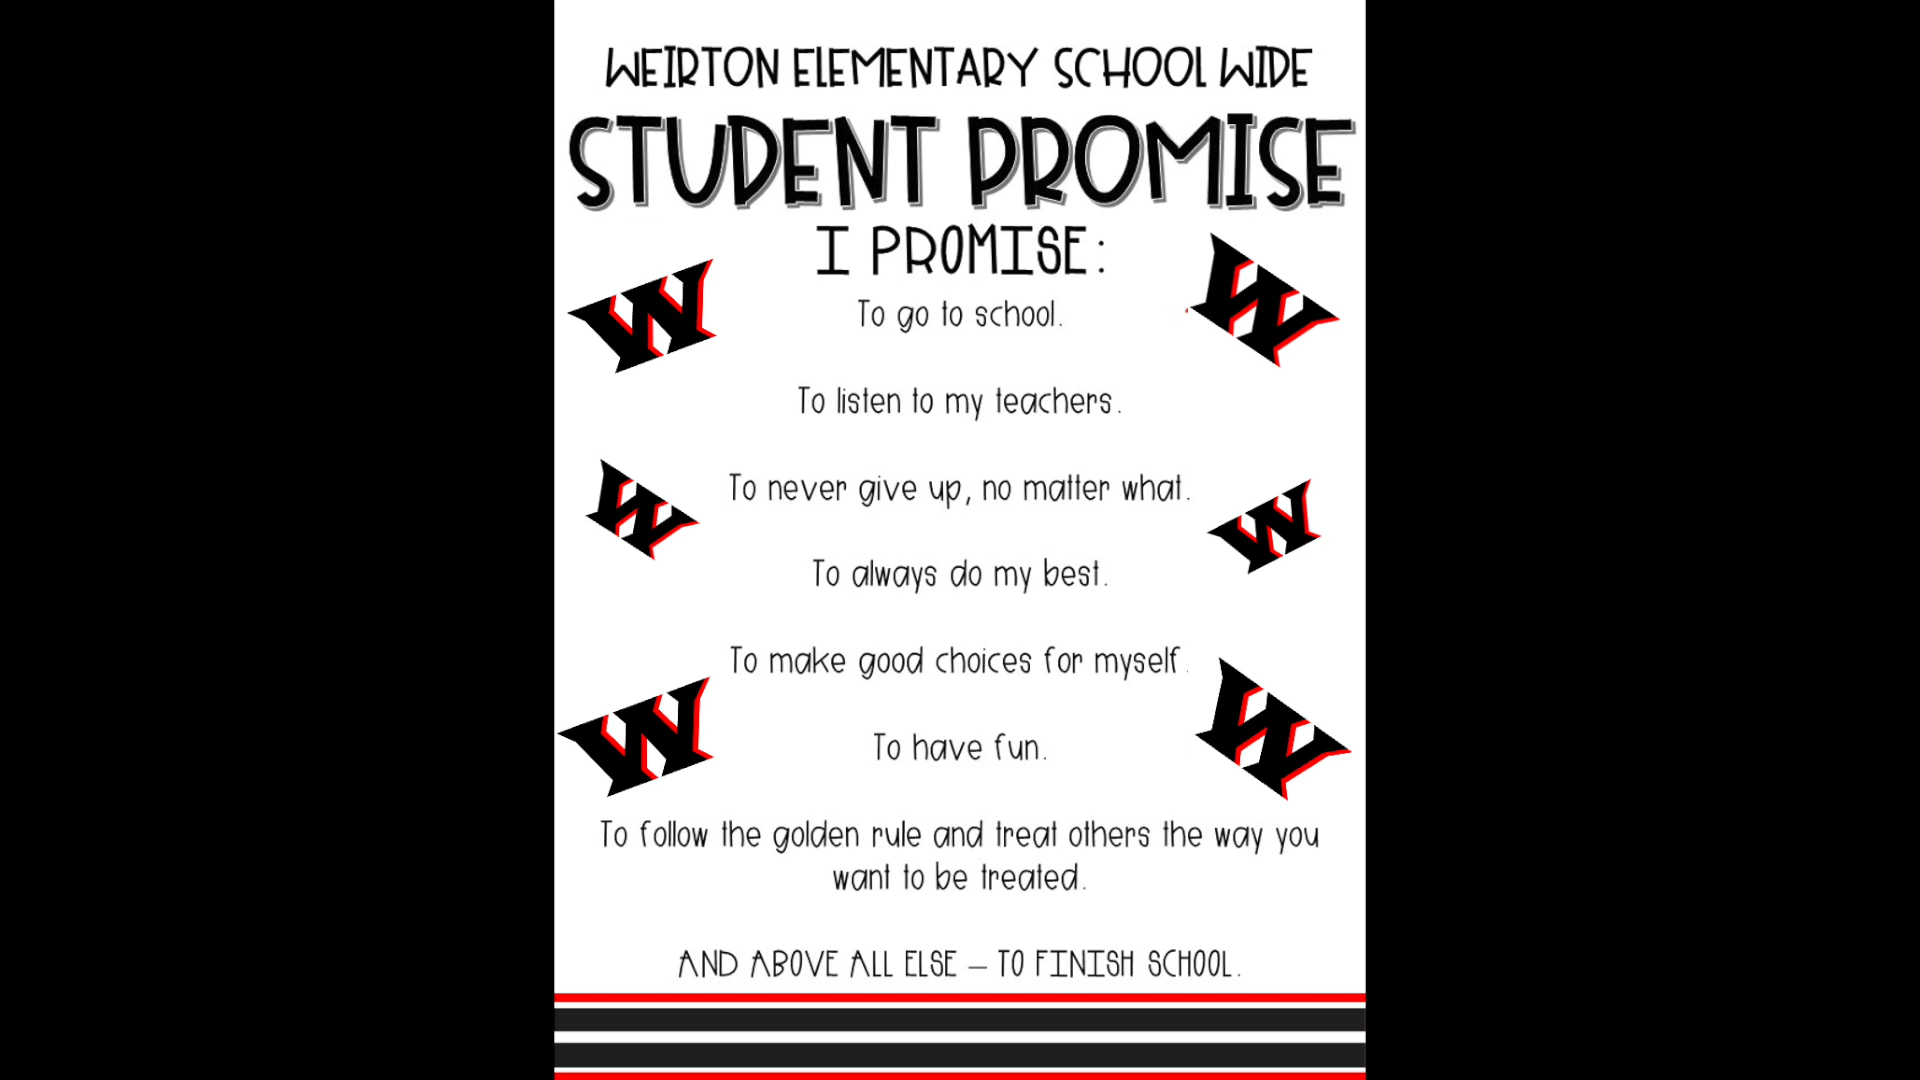 WEIRTON ELEMENTARY SCHOOL WIDE
STUDENT PROMISE
I PROMISE:
W W
To go to school.
To listen to my teachers.
W W
To never give up, no matter what.
To always do my best.
To make good choices for myself.
W W
To have fun.
To follow the golden rule and treat others the way you
want to be treated.
AND ABOVE ALL ELSE – TO FINISH SCHOOL.